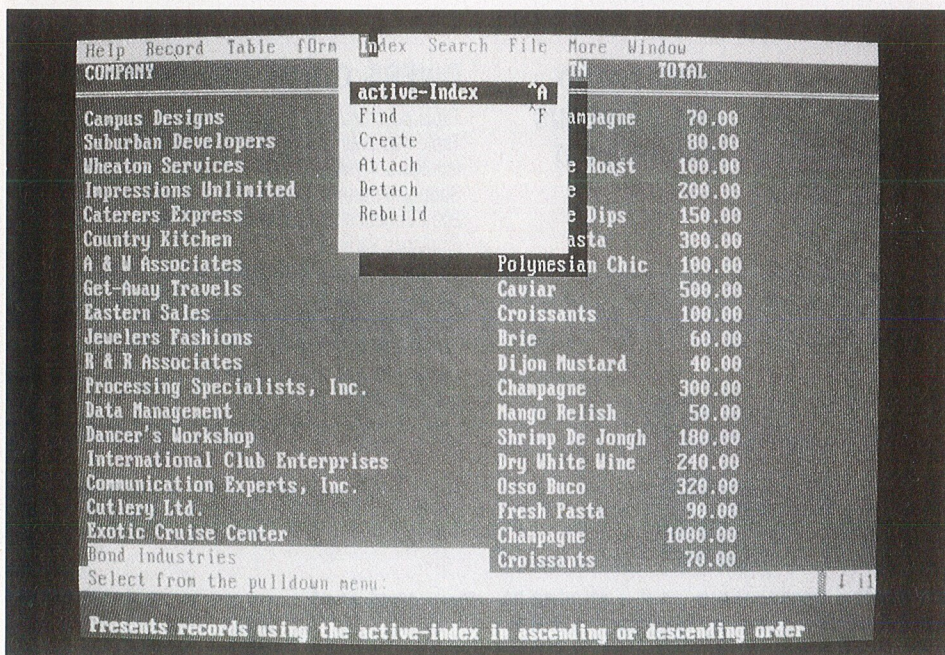 Help Record Table fOrm Index Search File More Window
COMPANY TOTAL
active-Index ^A
Find ^F
Create
Attach
Detach
Rebuild
Campus Designs 70.00
Suburban Developers 80.00
Wheaton Services Roast 100.00
Impressions Unlimited 200.00
Caterers Express Dips 150.00
Country Kitchen 300.00
A & W Associates Polynesian Chic 100.00
Get-Away Travels Caviar 500.00
Eastern Sales Croissants 100.00
Jewelers Fashions Brie 60.00
R & R Associates Dijon Mustard 40.00
Processing Specialists, Inc. Champagne 300.00
Data Management Mango Relish 50.00
Dancer's Workshop Shrimp De Jongh 180.00
International Club Enterprises Dry White Wine 240.00
Communication Experts, Inc. Osso Buco 320.00
Cutlery Ltd. Fresh Pasta 90.00
Exotic Cruise Center Champagne 1000.00
Bond Industries Croissants 70.00
Select from the pulldown menu: ↓ i1
Presents records using the active-index in ascending or descending order